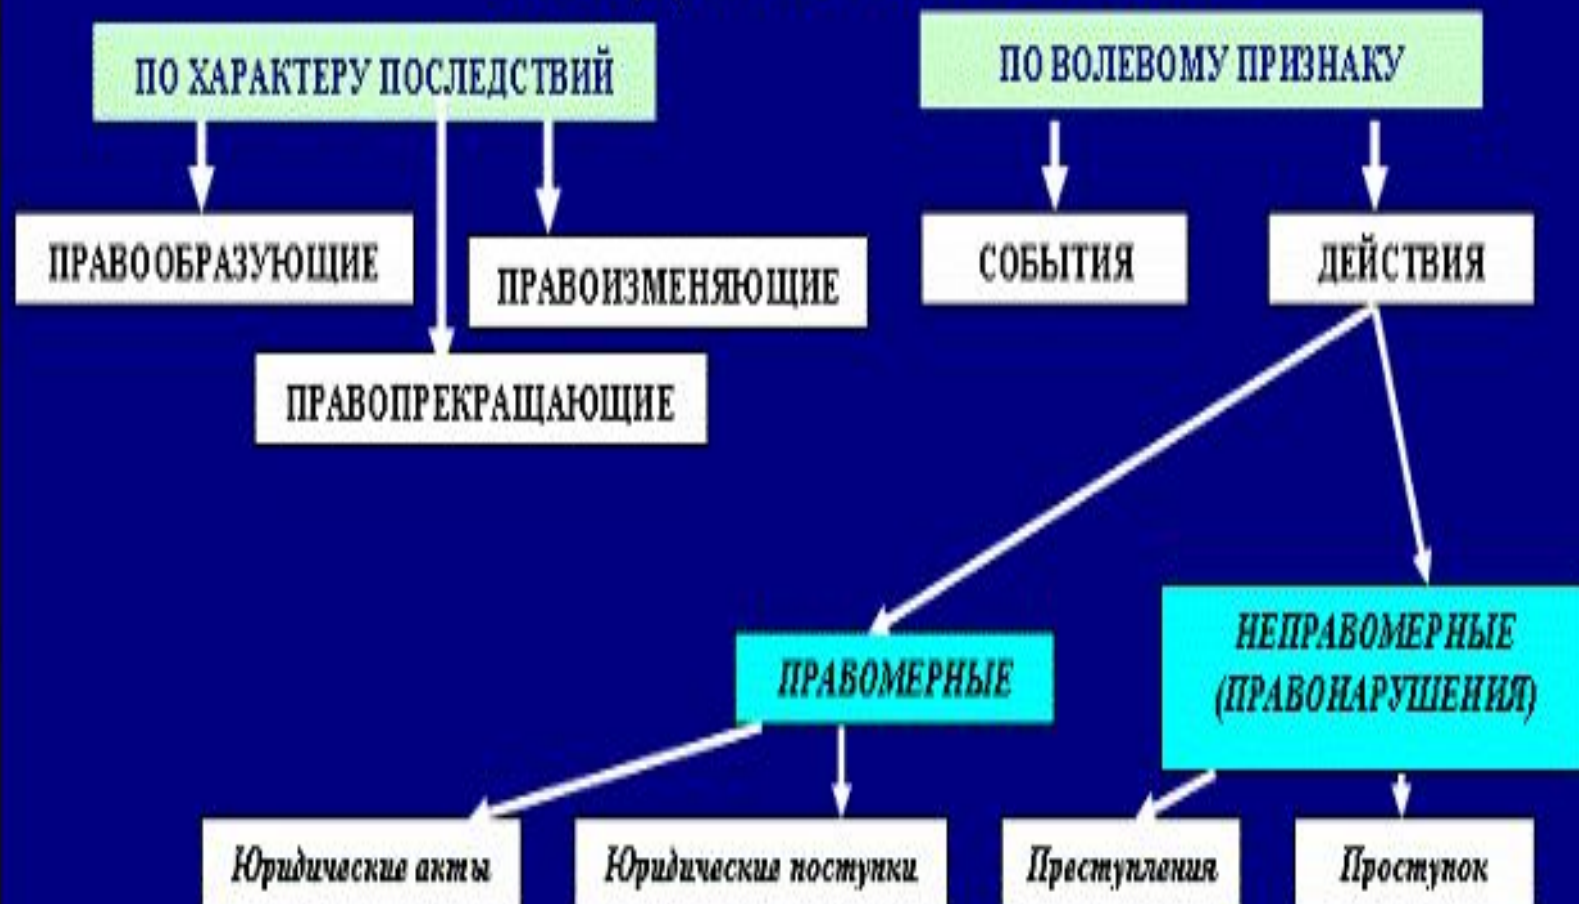 ПО ХАРАКТЕРУ ПОСЛЕДСТВИЙ
ПО ВОЛЕВОМУ ПРИЗНАКУ
ПРАВООБРАЗУЮЩИЕ
ПРАВОИЗМЕНЯЮЩИЕ
ПРАВОПРЕКРАЩАЮЩИЕ
СОБЫТИЯ
ДЕЙСТВИЯ
ПРАВОМЕРНЫЕ
НЕПРАВОМЕРНЫЕ
(ПРАВОНАРУШЕНИЯ)
Юридические акты
Юридические поступки
Преступления
Проступок